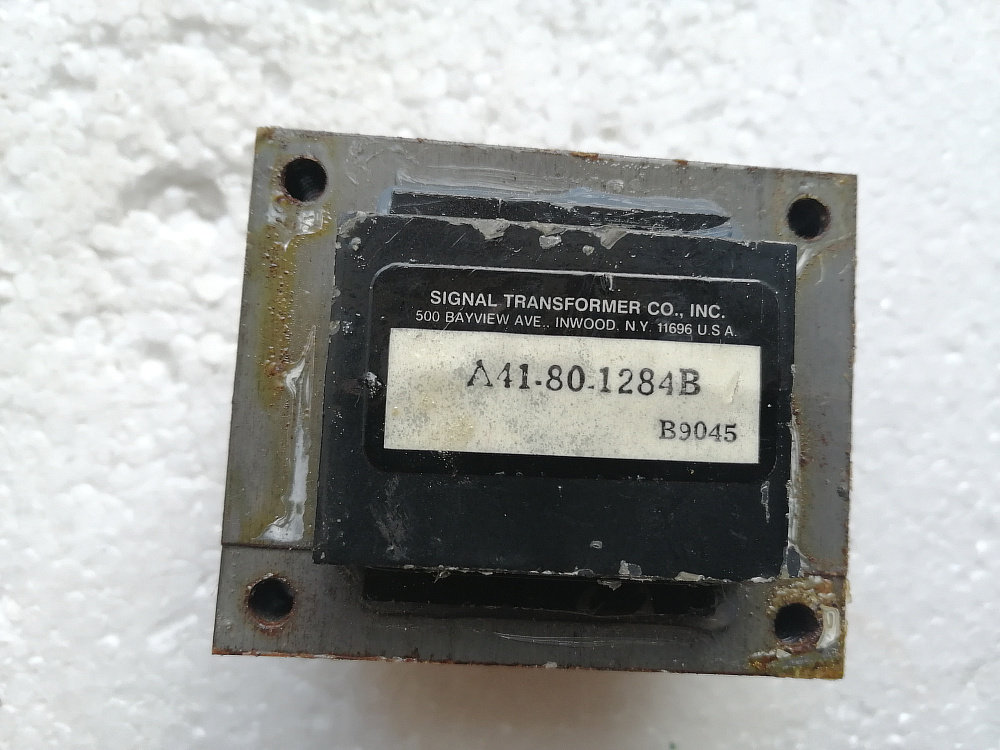 SIGNAL TRANSFORMER CO., INC.
500 BAYVIEW AVE., INWOOD, N.Y. 11696 U.S.A.
A41-80-1284B
B9045